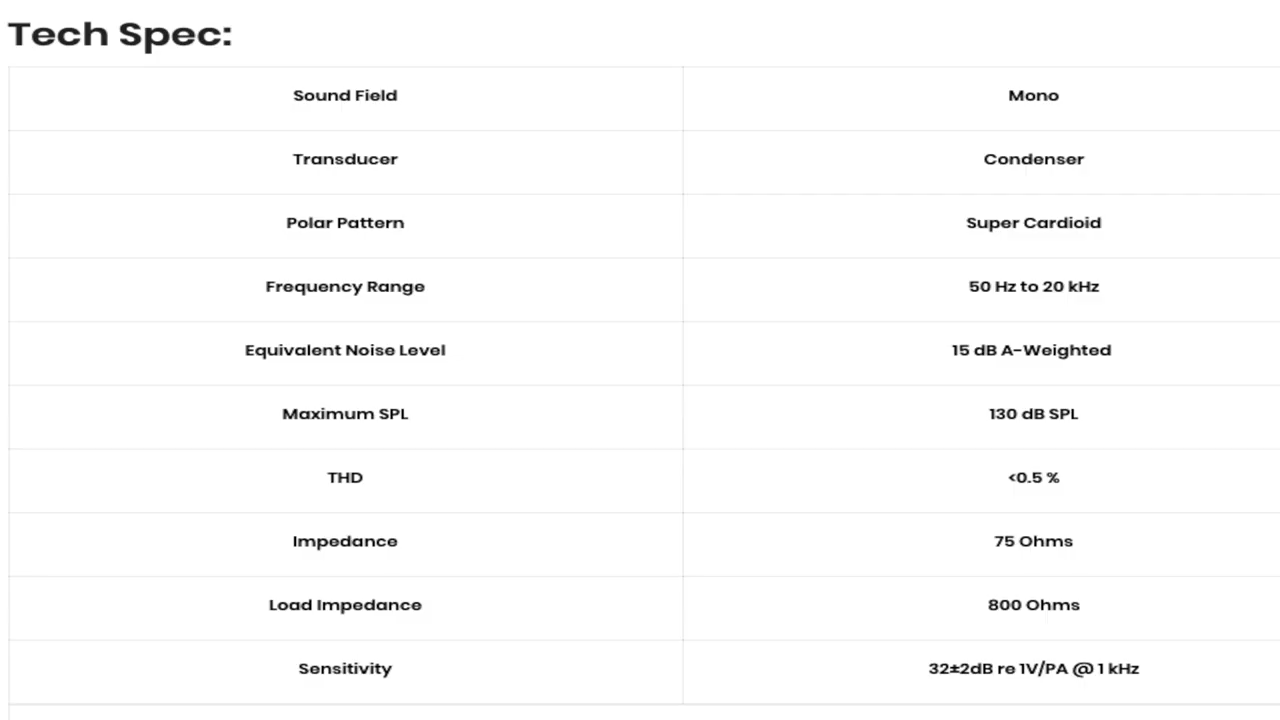 Tech Spec:
Sound Field Mono
Transducer Condenser
Polar Pattern Super Cardioid
Frequency Range 50 Hz to 20 kHz
Equivalent Noise Level 15 dB A-Weighted
Maximum SPL 130 dB SPL
THD <0.5 %
Impedance 75 Ohms
Load Impedance 800 Ohms
Sensitivity 32±2dB re 1V/PA @ 1 kHz